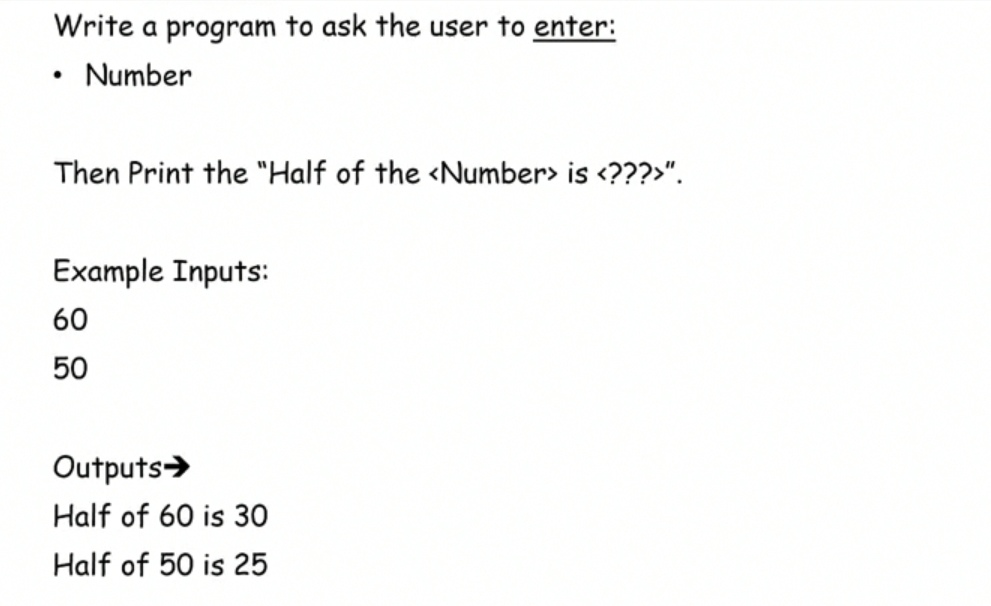 Write a program to ask the user to enter:
• Number
Then Print the “Half of the <Number> is <???>”.
Example Inputs:
60
50
Outputs➔
Half of 60 is 30
Half of 50 is 25